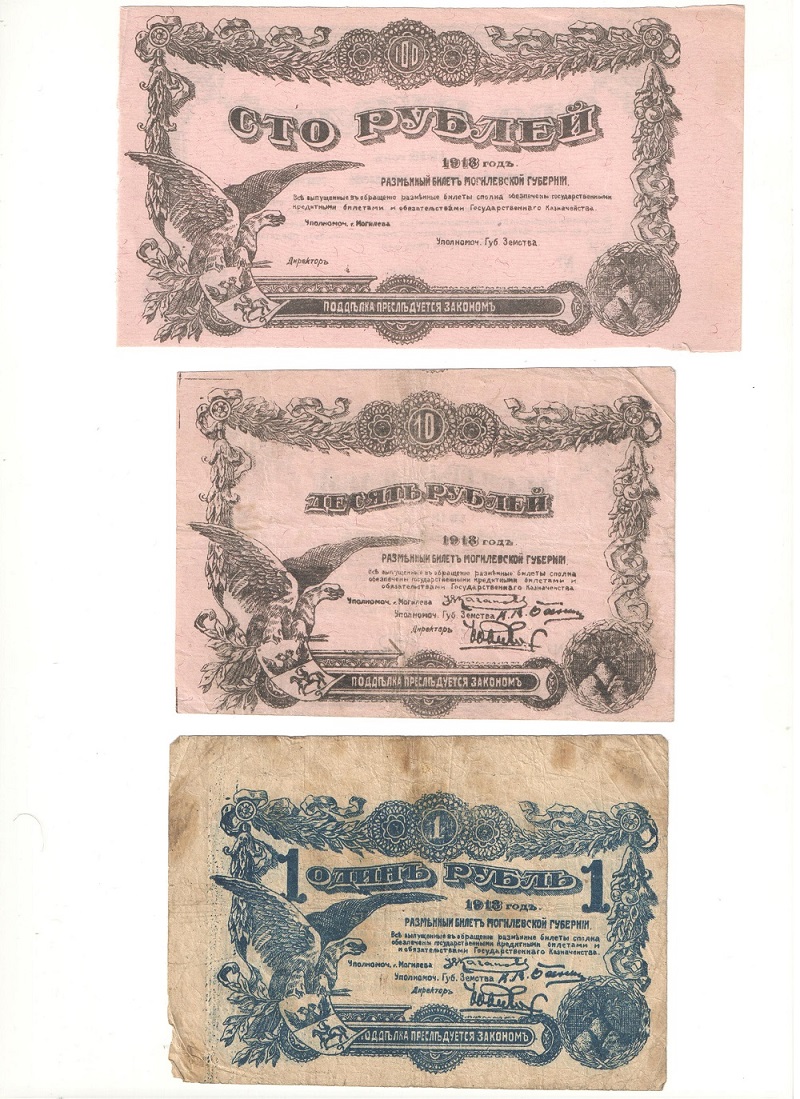 100
СТО РУБЛЕЙ
1918 годъ.
РАЗМѢННЫЙ БИЛЕТЪ МОГИЛЕВСКОЙ ГУБЕРНІИ.
Всѣ выпущенные въ обращеніе размѣнные билеты сполна обезпечены государственными
кредитными билетами и обязательствами Государственнаго Казначейства.
Уполномоч. г. Могилева
Уполномоч. Губ. Земства
Директоръ
ПОДДѢЛКА ПРЕСЛѢДУЕТСЯ ЗАКОНОМЪ
10
ДЕСЯТЬ РУБЛЕЙ
1918 годъ.
РАЗМѢННЫЙ БИЛЕТЪ МОГИЛЕВСКОЙ ГУБЕРНІИ.
Всѣ выпущенные въ обращеніе размѣнные билеты сполна
обезпечены государственными кредитными билетами и
обязательствами Государственнаго Казначейства.
Уполномоч. г. Могилева
Уполномоч. Губ. Земства
Директоръ
ПОДДѢЛКА ПРЕСЛѢДУЕТСЯ ЗАКОНОМЪ
1
1 ОДИНЪ РУБЛЬ 1
1918 годъ.
РАЗМѢННЫЙ БИЛЕТЪ МОГИЛЕВСКОЙ ГУБЕРНІИ.
Всѣ выпущенные въ обращеніе размѣнные билеты сполна
обезпечены государственными кредитными билетами и
обязательствами Государственнаго Казначейства.
Уполномоч. г. Могилева
Уполномоч. Губ. Земства
Директоръ
ПОДДѢЛКА ПРЕСЛѢДУЕТСЯ ЗАКОНОМЪ